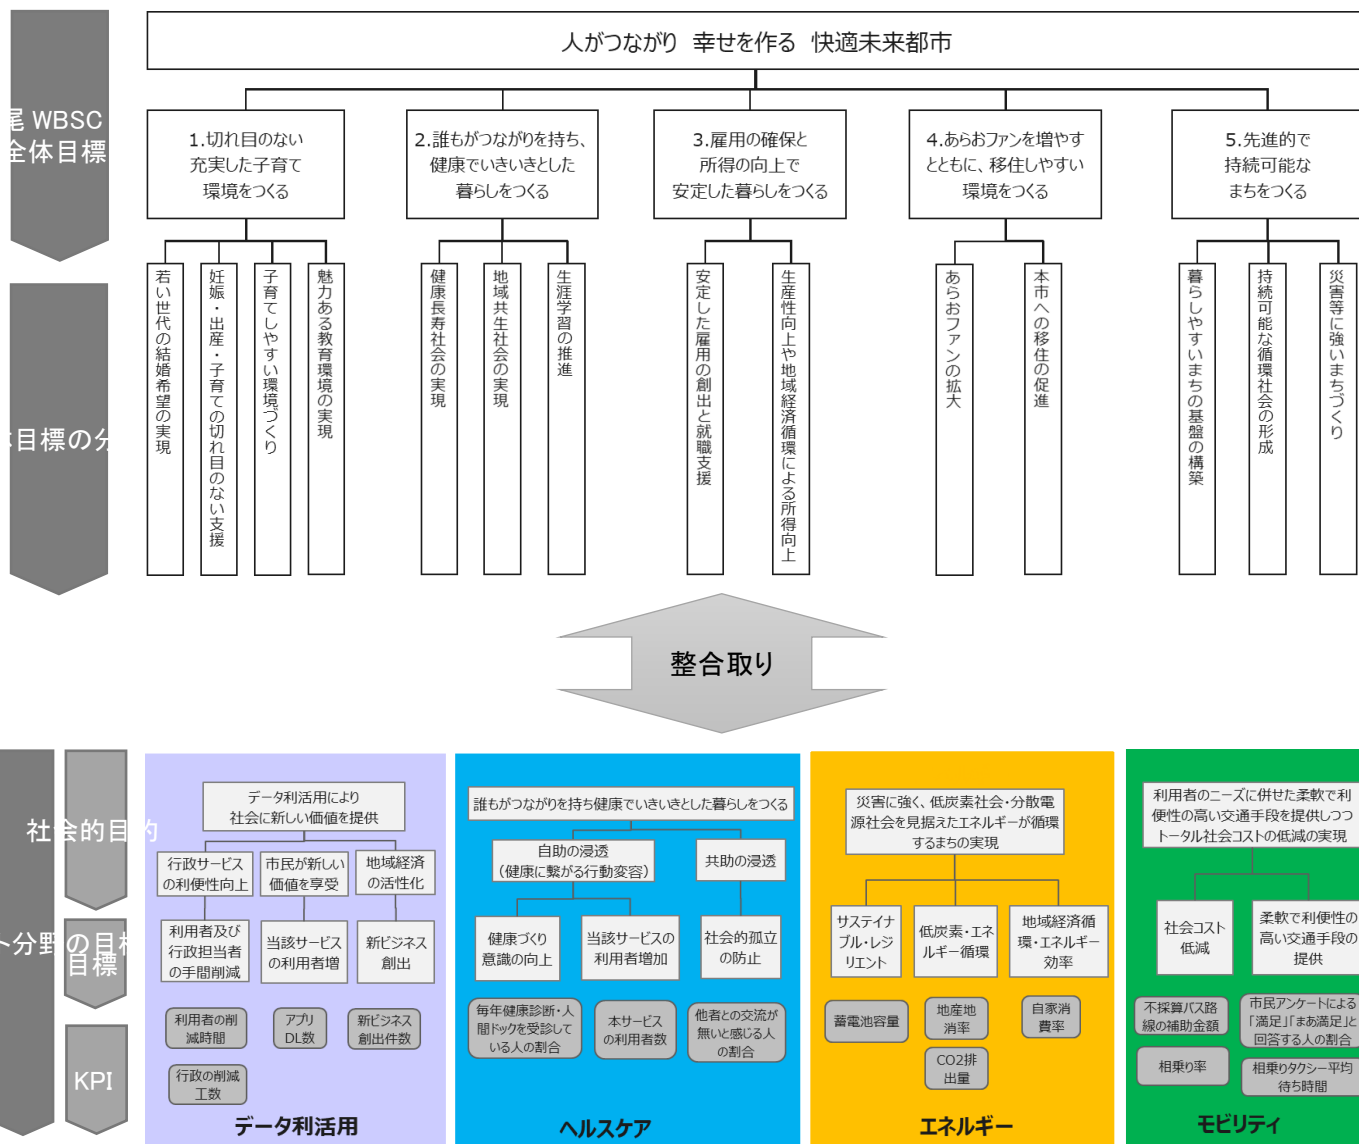 人がつながり 幸せを作る 快適未来都市
尾 WBSC
全体目標
1.切れ目のない
充実した子育て
環境をつくる
2.誰もがつながりを持ち、
健康でいきいきとした
暮らしをつくる
3.雇用の確保と
所得の向上で
安定した暮らしをつくる
4.あらおファンを増やす
とともに、移住しやすい
環境をつくる
5.先進的で
持続可能な
まちをつくる
体目標の分
若い世代の結婚希望の実現
妊娠・出産・子育ての切れ目のない支援
子育てしやすい環境づくり
魅力ある教育環境の実現
健康長寿社会の実現
地域共生社会の実現
生涯学習の推進
安定した雇用の創出と就職支援
生産性向上や地域経済循環による所得向上
あらおファンの拡大
本市への移住の促進
暮らしやすいまちの基盤の構築
持続可能な循環社会の形成
災害等に強いまちづくり
整合取り
社会的目的
ト分野の目標
目標
KPI
データ利活用により
社会に新しい価値を提供
行政サービス
の利便性向上
市民が新しい
価値を享受
地域経済
の活性化
利用者及び
行政担当者
の手間削減
当該サービス
の利用者増
新ビジネス
創出
利用者の削
減時間
アプリ
DL数
新ビジネス
創出件数
行政の削減
工数
データ利活用
誰もがつながりを持ち健康でいきいきとした暮らしをつくる
自助の浸透
（健康に繋がる行動変容）
共助の浸透
健康づくり
意識の向上
当該サービスの
利用者増加
社会的孤立
の防止
毎年健康診断・人
間ドックを受診して
いる人の割合
本サービス
の利用者数
他者との交流が
無いと感じる人
の割合
ヘルスケア
災害に強く、低炭素社会・分散電
源社会を見据えたエネルギーが循環
するまちの実現
サステイナ
ブル・レジ
リエント
低炭素・エネ
ルギー循環
地域経済循
環・エネルギー
効率
蓄電池容量
地産地
消率
自家消
費率
CO2排
出量
エネルギー
利用者のニーズに併せた柔軟で利
便性の高い交通手段を提供しつつ
トータル社会コストの低減の実現
社会コスト
低減
柔軟で利便性の
高い交通手段の
提供
不採算バス路
線の補助金額
市民アンケートによる
「満足」「まあ満足」と
回答する人の割合
相乗り率
相乗りタクシー平均
待ち時間
モビリティ